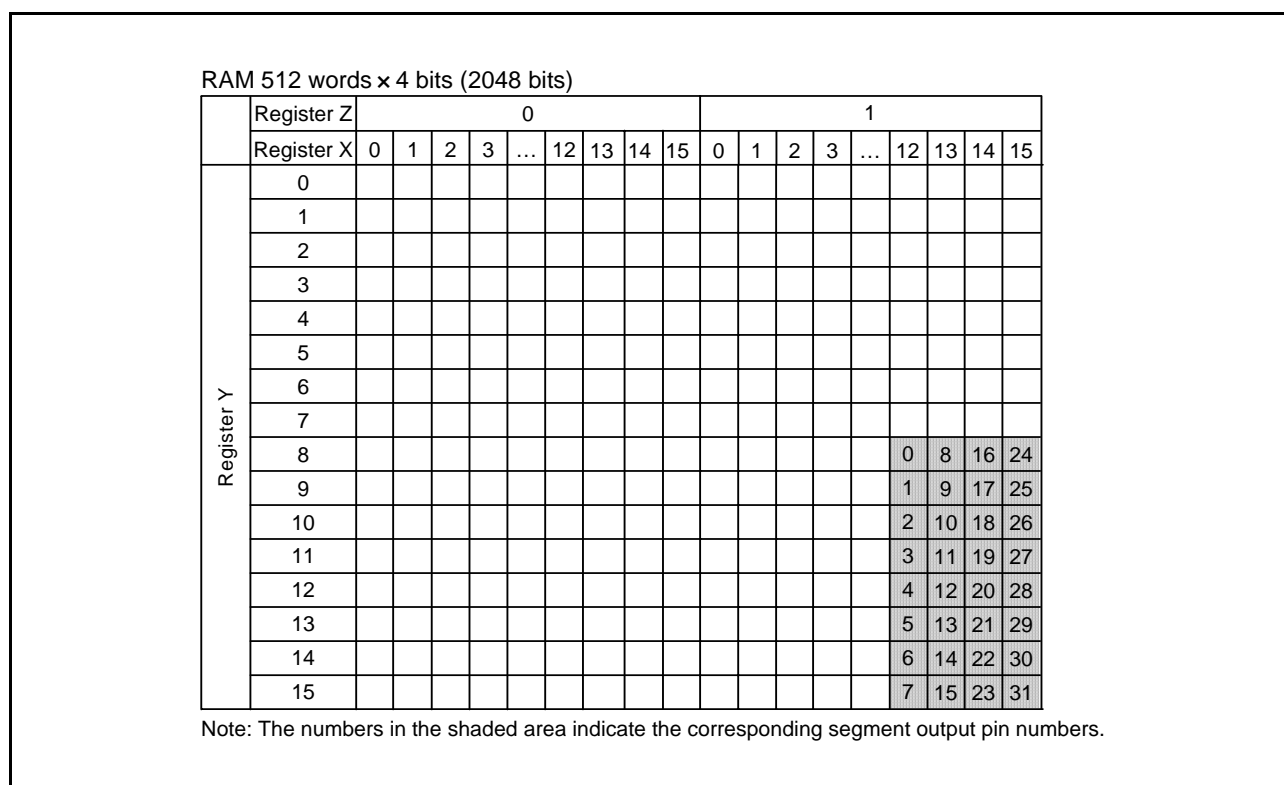 RAM 512 words × 4 bits (2048 bits)
Register Z 0 1
Register X 0 1 2 3 ... 12 13 14 15 0 1 2 3 ... 12 13 14 15
Register Y
0
1
2
3
4
5
6
7
8 0 8 16 24
9 1 9 17 25
10 2 10 18 26
11 3 11 19 27
12 4 12 20 28
13 5 13 21 29
14 6 14 22 30
15 7 15 23 31
Note: The numbers in the shaded area indicate the corresponding segment output pin numbers.